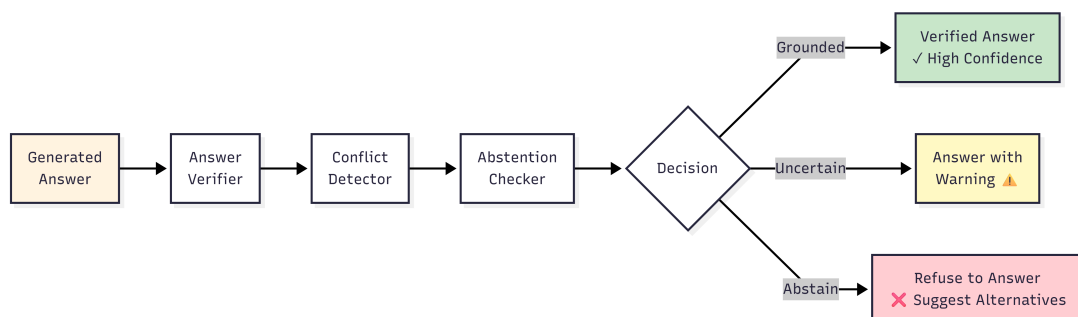 Generated
Answer
Answer
Verifier
Conflict
Detector
Abstention
Checker
Decision
Grounded
Verified Answer
✓ High Confidence
Uncertain
Answer with
Warning ⚠️
Abstain
Refuse to Answer
❌ Suggest Alternatives